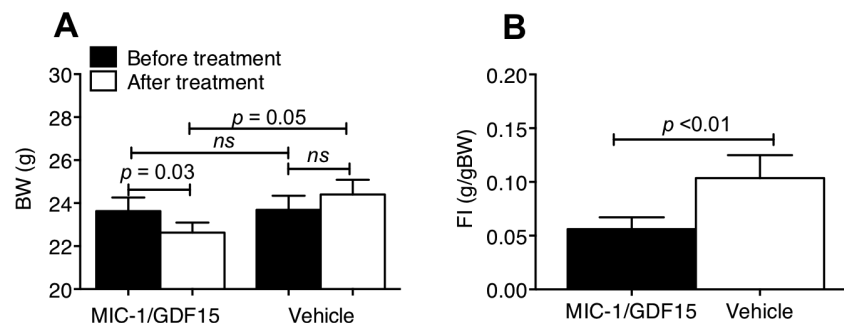 A
Before treatment
After treatment
BW (g)
30
28
26
24
22
20
p = 0.05
ns
ns
p = 0.03
MIC-1/GDF15
Vehicle
B
FI (g/gBW)
0.20
0.15
0.10
0.05
0.00
p <0.01
MIC-1/GDF15
Vehicle